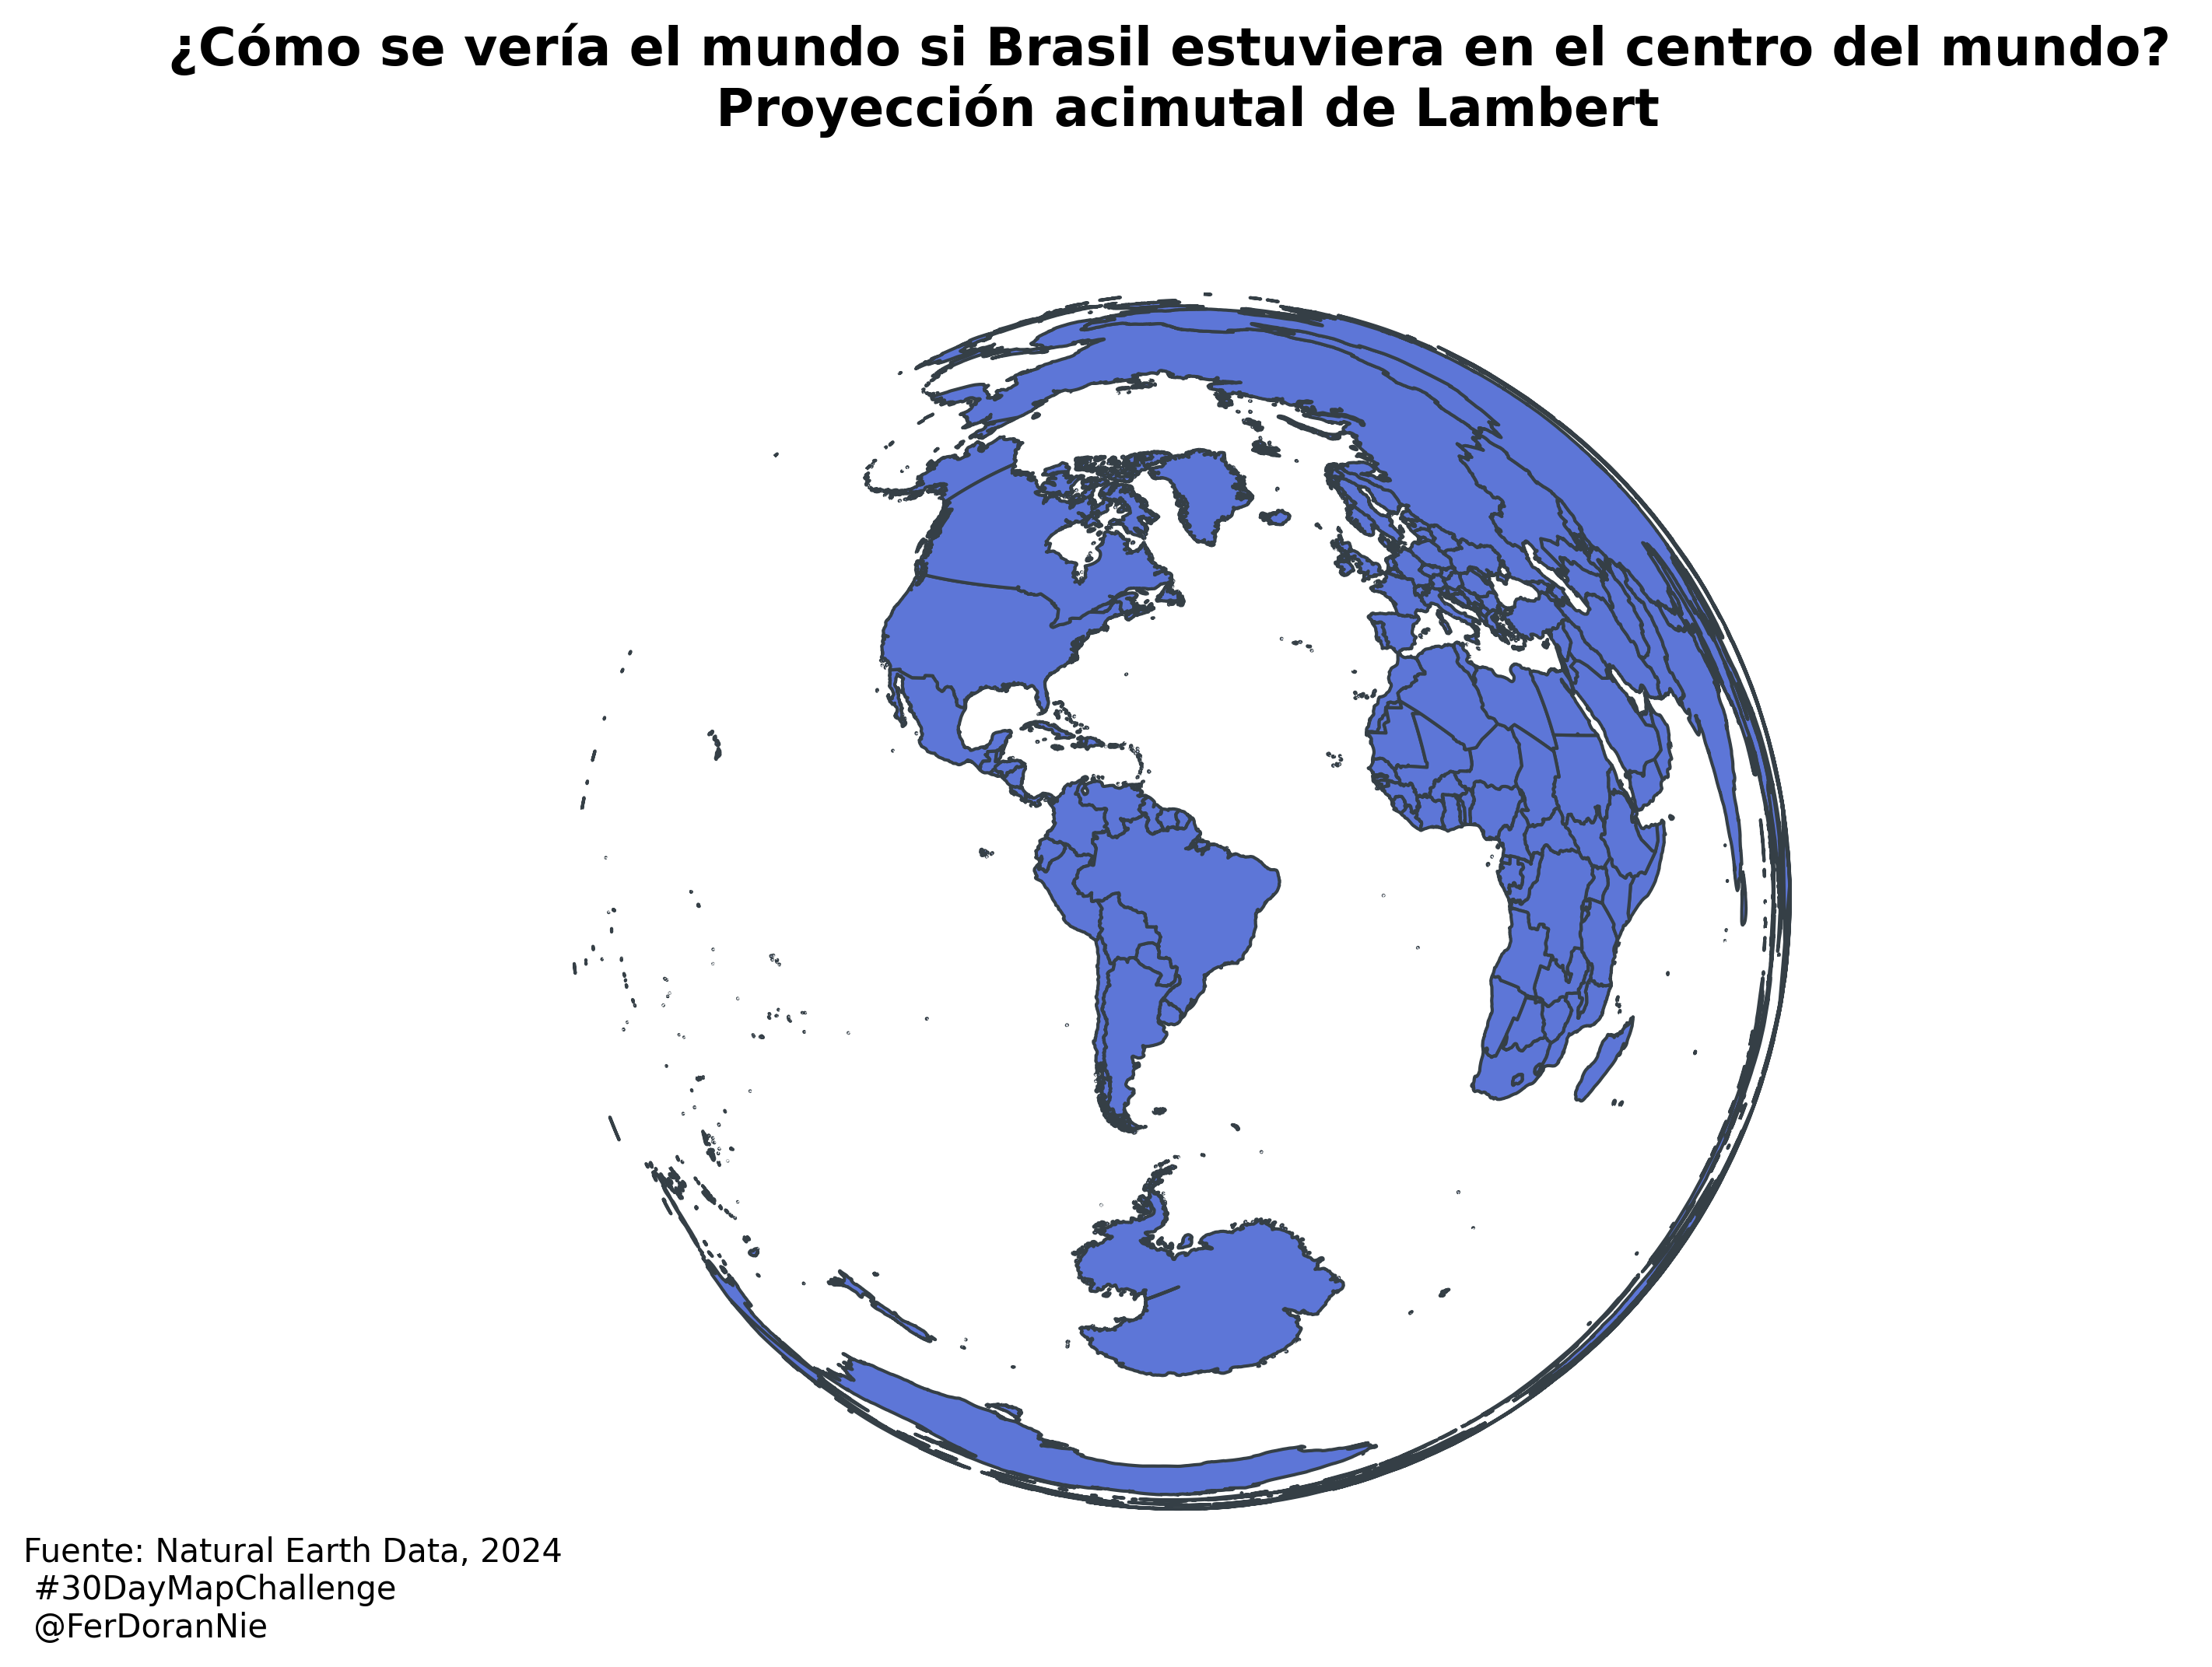 ¿Cómo se vería el mundo si Brasil estuviera en el centro del mundo?
Proyección acimutal de Lambert
Fuente: Natural Earth Data, 2024
#30DayMapChallenge
@FerDoranNie